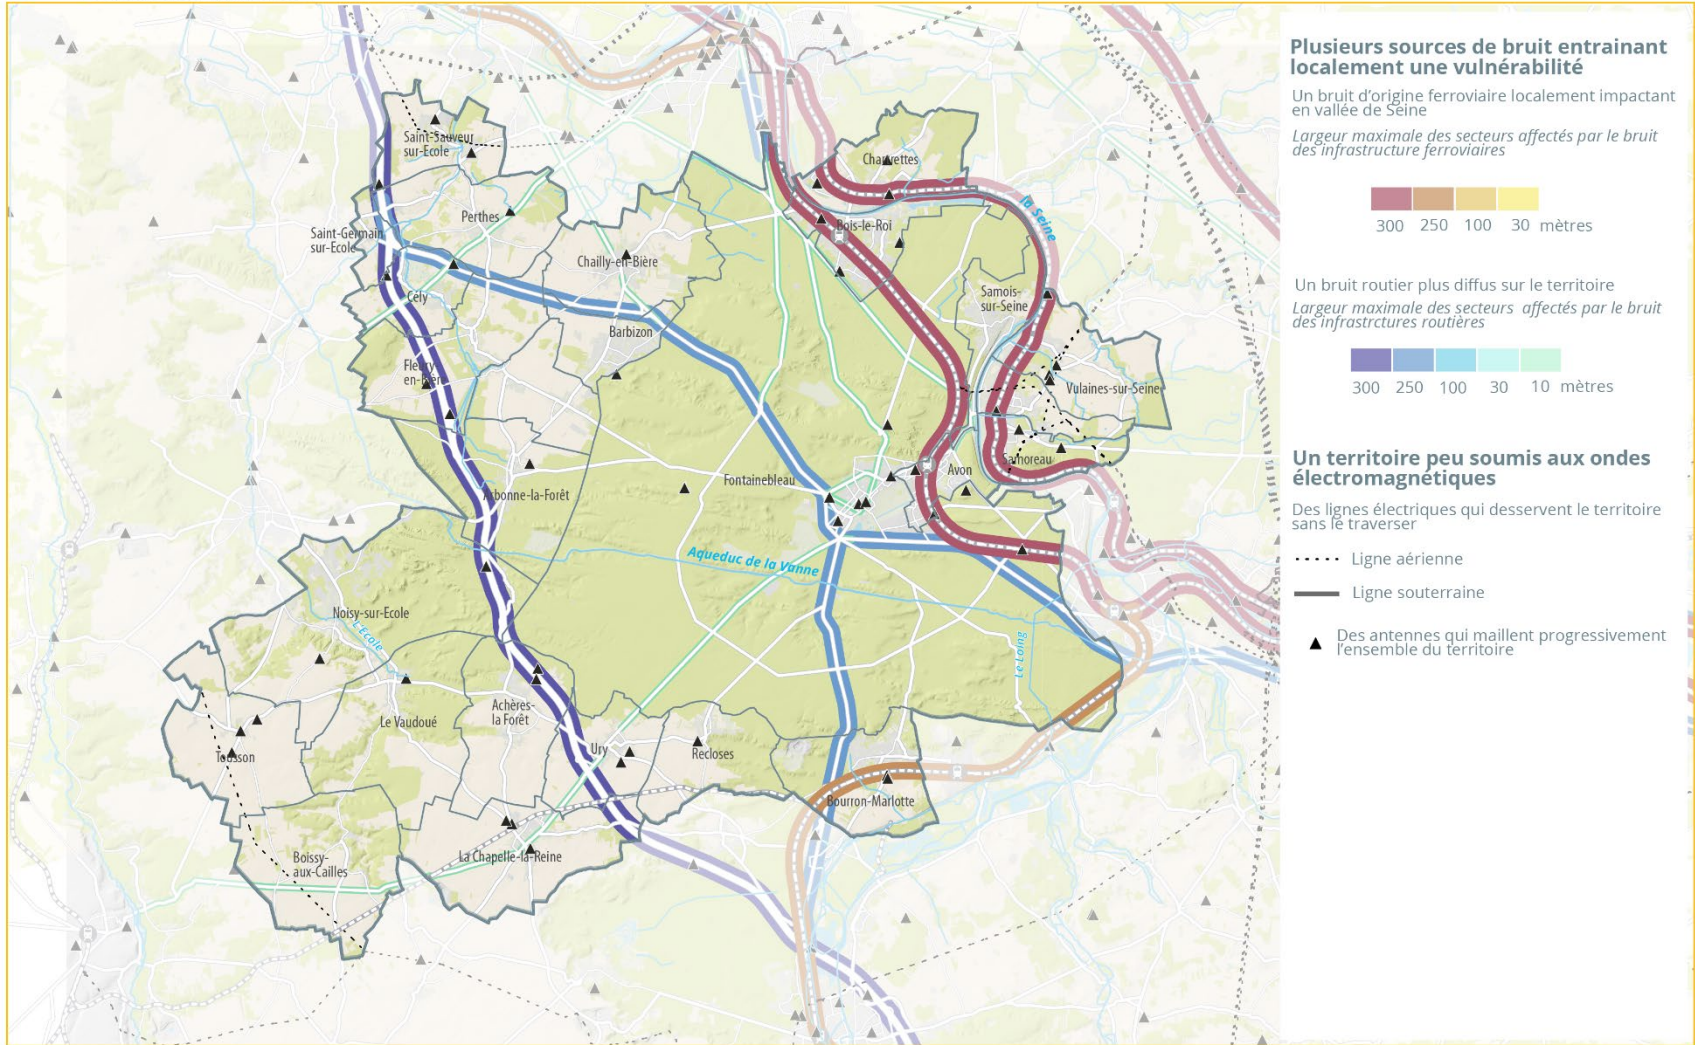 Plusieurs sources de bruit entrainant
localement une vulnérabilité
Un bruit d'origine ferroviaire localement impactant
en vallée de Seine
Largeur maximale des secteurs affectés par le bruit
des infrastructure ferroviaires
300 250 100 30 mètres
Un bruit routier plus diffus sur le territoire
Largeur maximale des secteurs affectés par le bruit
des infrastrctures routières
300 250 100 30 10 mètres
Un territoire peu soumis aux ondes
électromagnétiques
Des lignes électriques qui desservent le territoire
sans le traverser
Ligne aérienne
Ligne souterraine
Des antennes qui maillent progressivement
l'ensemble du territoire
Saint-Sauveur
sur-Ecole
Chartrettes
Perthes
la Seine
Bois-le-Roi
Saint-Germain
sur-Ecole
Chailly-en-Bière
Cély
Samois-
sur-Seine
Barbizon
Fleury
en-Bière
Vulaines-sur-Seine
Samoreau
Avon
Fontainebleau
Arbonne-la-Forêt
Aqueduc de la Vanne
Noisy-sur-Ecole
L'Ecole
Le Loing
Achères-
la Forêt
Le Vaudoué
Ury
Recloses
Tousson
Bourron-Marlotte
La Chapelle-la-Reine
Boissy-
aux-Cailles